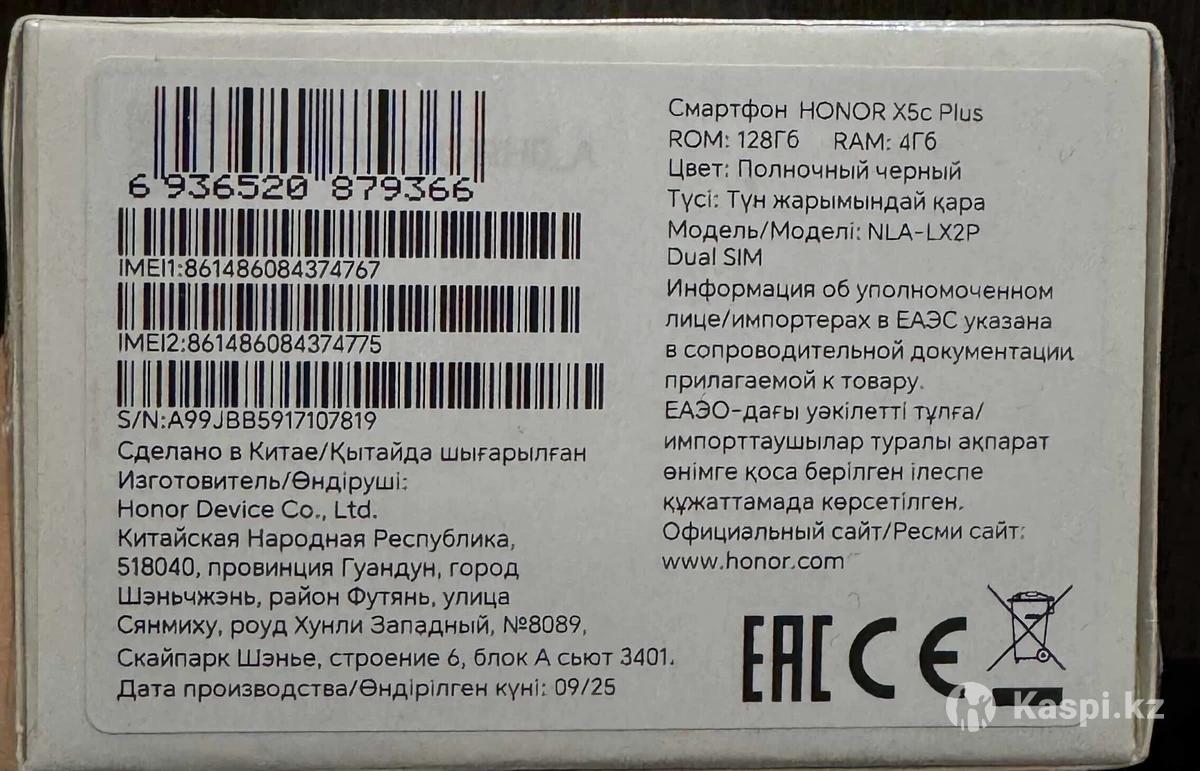 6 936520 879366
IMEI1:861486084374767
IMEI2:861486084374775
S/N:A99JBB5917107819
Сделано в Китае/Қытайда шығарылған
Изготовитель/Өндіруші:
Honor Device Co., Ltd.
Китайская Народная Республика,
518040, провинция Гуандун, город
Шэньчжэнь, район Футянь, улица
Сянмиху, роуд Хунли Западный, №8089,
Скайпарк Шэнье, строение 6, блок А сьют 3401.
Дата производства/Өндірілген күні: 09/25
Смартфон HONOR X5c Plus
ROM: 128Гб RAM: 4Гб
Цвет: Полночный черный
Түсі: Түн жарымындай қара
Модель/Моделі: NLA-LX2P
Dual SIM
Информация об уполномоченном
лице/импортерах в ЕАЭС указана
в сопроводительной документации
прилагаемой к товару.
ЕАЭО-дағы уәкілетті тұлға/
импорттаушылар туралы ақпарат
өнімге қоса берілген ілеспе
құжаттамада көрсетілген.
Официальный сайт/Ресми сайт:
www.honor.com
EAC CE
Kaspi.kz